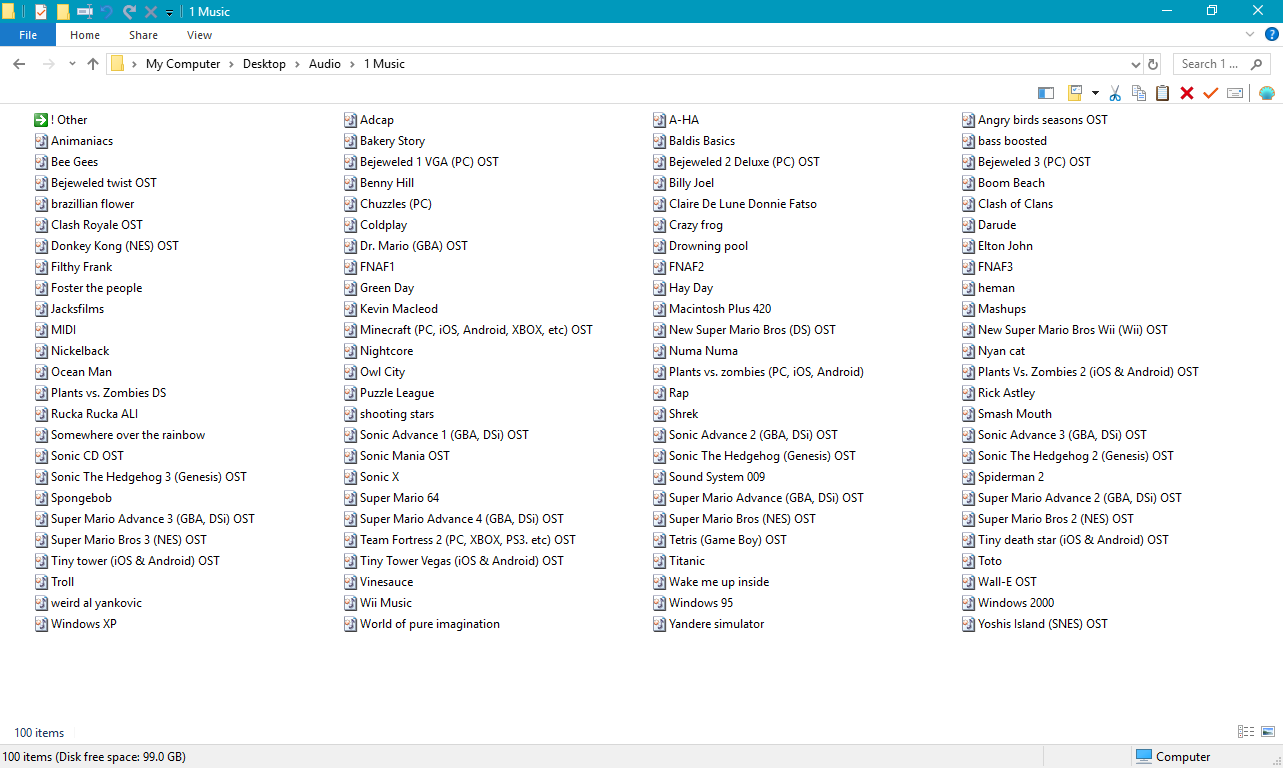 1 Music
File Home Share View
My Computer Desktop Audio 1 Music Search 1 ...
! Other Adcap A-HA Angry birds seasons OST
Animaniacs Bakery Story Baldis Basics bass boosted
Bee Gees Bejeweled 1 VGA (PC) OST Bejeweled 2 Deluxe (PC) OST Bejeweled 3 (PC) OST
Bejeweled twist OST Benny Hill Billy Joel Boom Beach
brazillian flower Chuzzles (PC) Claire De Lune Donnie Fatso Clash of Clans
Clash Royale OST Coldplay Crazy frog Darude
Donkey Kong (NES) OST Dr. Mario (GBA) OST Drowning pool Elton John
Filthy Frank FNAF1 FNAF2 FNAF3
Foster the people Green Day Hay Day heman
Jacksfilms Kevin Macleod Macintosh Plus 420 Mashups
MIDI Minecraft (PC, iOS, Android, XBOX, etc) OST New Super Mario Bros (DS) OST New Super Mario Bros Wii (Wii) OST
Nickelback Nightcore Numa Numa Nyan cat
Ocean Man Owl City Plants vs. zombies (PC, iOS, Android) Plants Vs. Zombies 2 (iOS & Android) OST
Plants vs. Zombies DS Puzzle League Rap Rick Astley
Rucka Rucka ALI shooting stars Shrek Smash Mouth
Somewhere over the rainbow Sonic Advance 1 (GBA, DSi) OST Sonic Advance 2 (GBA, DSi) OST Sonic Advance 3 (GBA, DSi) OST
Sonic CD OST Sonic Mania OST Sonic The Hedgehog (Genesis) OST Sonic The Hedgehog 2 (Genesis) OST
Sonic The Hedgehog 3 (Genesis) OST Sonic X Sound System 009 Spiderman 2
Spongebob Super Mario 64 Super Mario Advance (GBA, DSi) OST Super Mario Advance 2 (GBA, DSi) OST
Super Mario Advance 3 (GBA, DSi) OST Super Mario Advance 4 (GBA, DSi) OST Super Mario Bros (NES) OST Super Mario Bros 2 (NES) OST
Super Mario Bros 3 (NES) OST Team Fortress 2 (PC, XBOX, PS3. etc) OST Tetris (Game Boy) OST Tiny death star (iOS & Android) OST
Tiny tower (iOS & Android) OST Tiny Tower Vegas (iOS & Android) OST Titanic Toto
Troll Vinesauce Wake me up inside Wall-E OST
weird al yankovic Wii Music Windows 95 Windows 2000
Windows XP World of pure imagination Yandere simulator Yoshis Island (SNES) OST
100 items
100 items (Disk free space: 99.0 GB) Computer